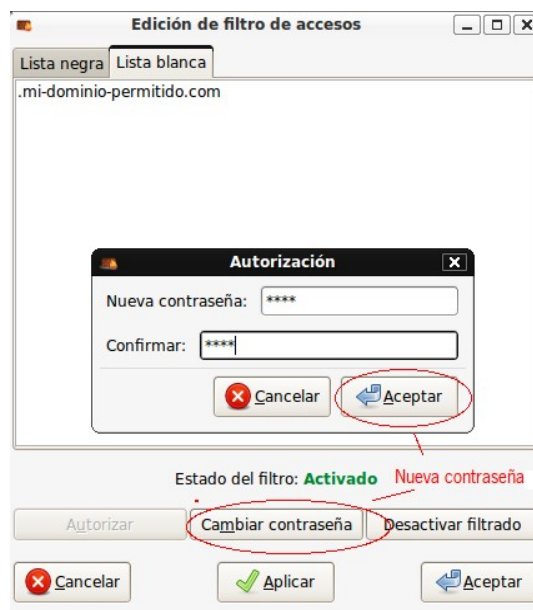 Edición de filtro de accesos
Lista negra Lista blanca
.mi-dominio-permitido.com
Autorización
Nueva contraseña: ****
Confirmar: ****
Cancelar Aceptar
Estado del filtro: Activado Nueva contraseña
Autorizar Cambiar contraseña Desactivar filtrado
Cancelar Aplicar Aceptar